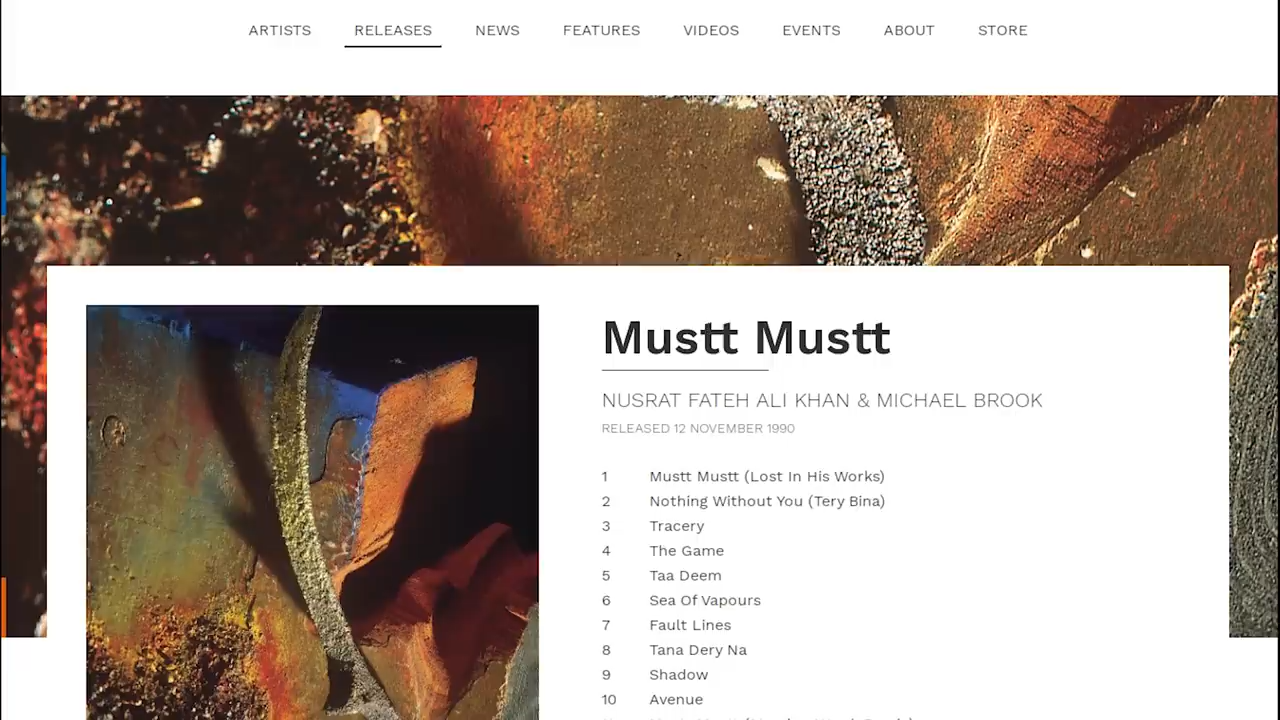 ARTISTS RELEASES NEWS FEATURES VIDEOS EVENTS ABOUT STORE
Mustt Mustt
NUSRAT FATEH ALI KHAN & MICHAEL BROOK
RELEASED 12 NOVEMBER 1990
1 Mustt Mustt (Lost In His Works)
2 Nothing Without You (Tery Bina)
3 Tracery
4 The Game
5 Taa Deem
6 Sea Of Vapours
7 Fault Lines
8 Tana Dery Na
9 Shadow
10 Avenue